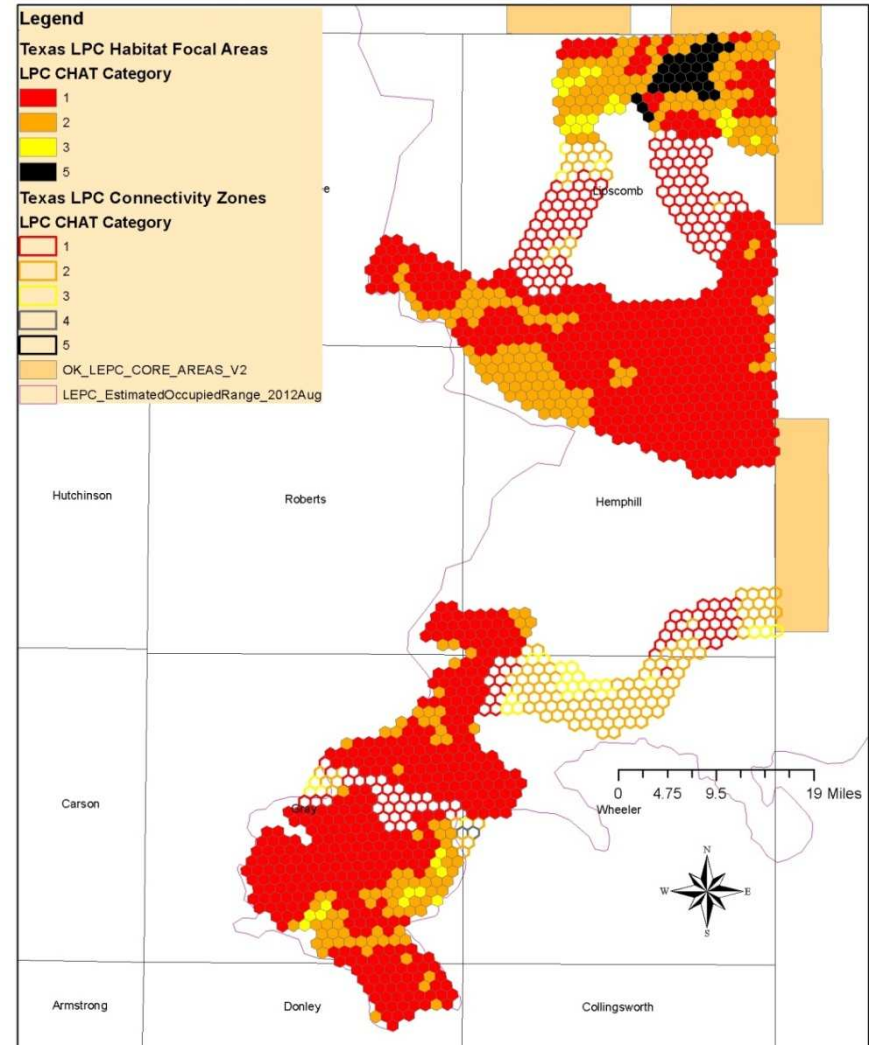 Legend
Texas LPC Habitat Focal Areas
LPC CHAT Category
1
2
3
5
Texas LPC Connectivity Zones
LPC CHAT Category
1
2
3
4
5
OK_LEPC_CORE_AREAS_V2
LEPC_EstimatedOccupiedRange_2012Aug
e
Lipscomb
Hutchinson
Roberts
Hemphill
Carson
Gray
Wheeler
0 4.75 9.5 19 Miles
N
W E
S
Armstrong
Donley
Collingsworth